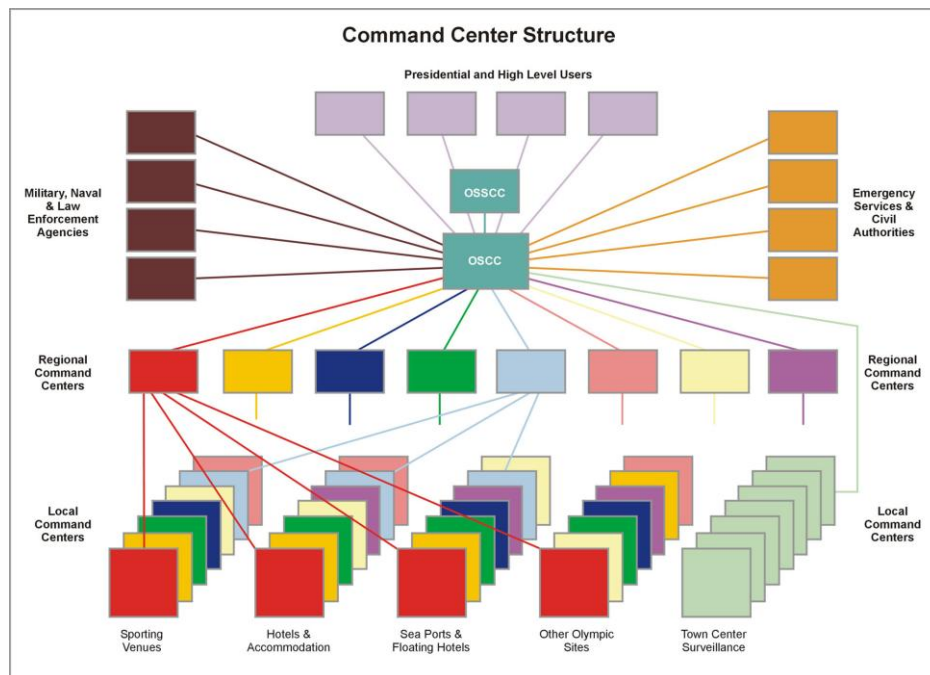 Command Center Structure
Presidential and High Level Users
Military, Naval
& Law
Enforcement
Agencies
OSSCC
Emergency
Services &
Civil
Authorities
OSCC
Regional
Command
Centers
Regional
Command
Centers
Local
Command
Centers
Local
Command
Centers
Sporting
Venues
Hotels &
Accommodation
Sea Ports &
Floating Hotels
Other Olympic
Sites
Town Center
Surveillance